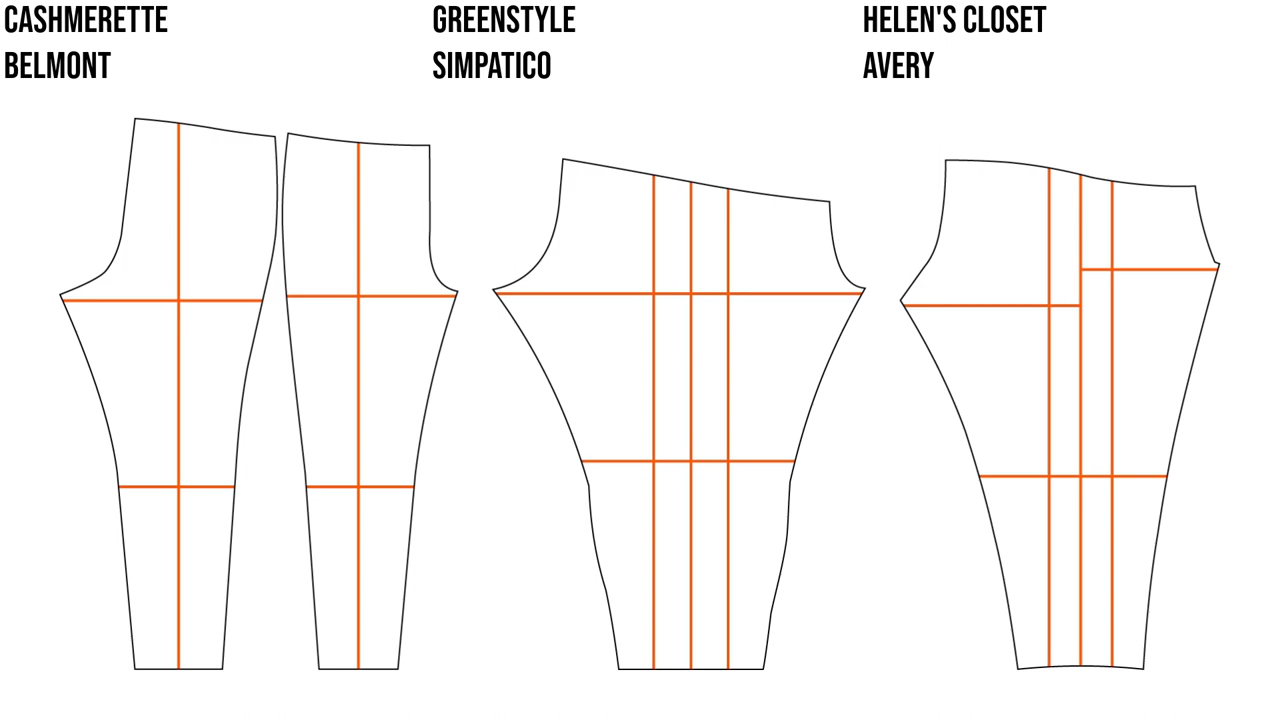 CASHMERETTE
BELMONT
GREENSTYLE
SIMPATICO
HELEN'S CLOSET
AVERY